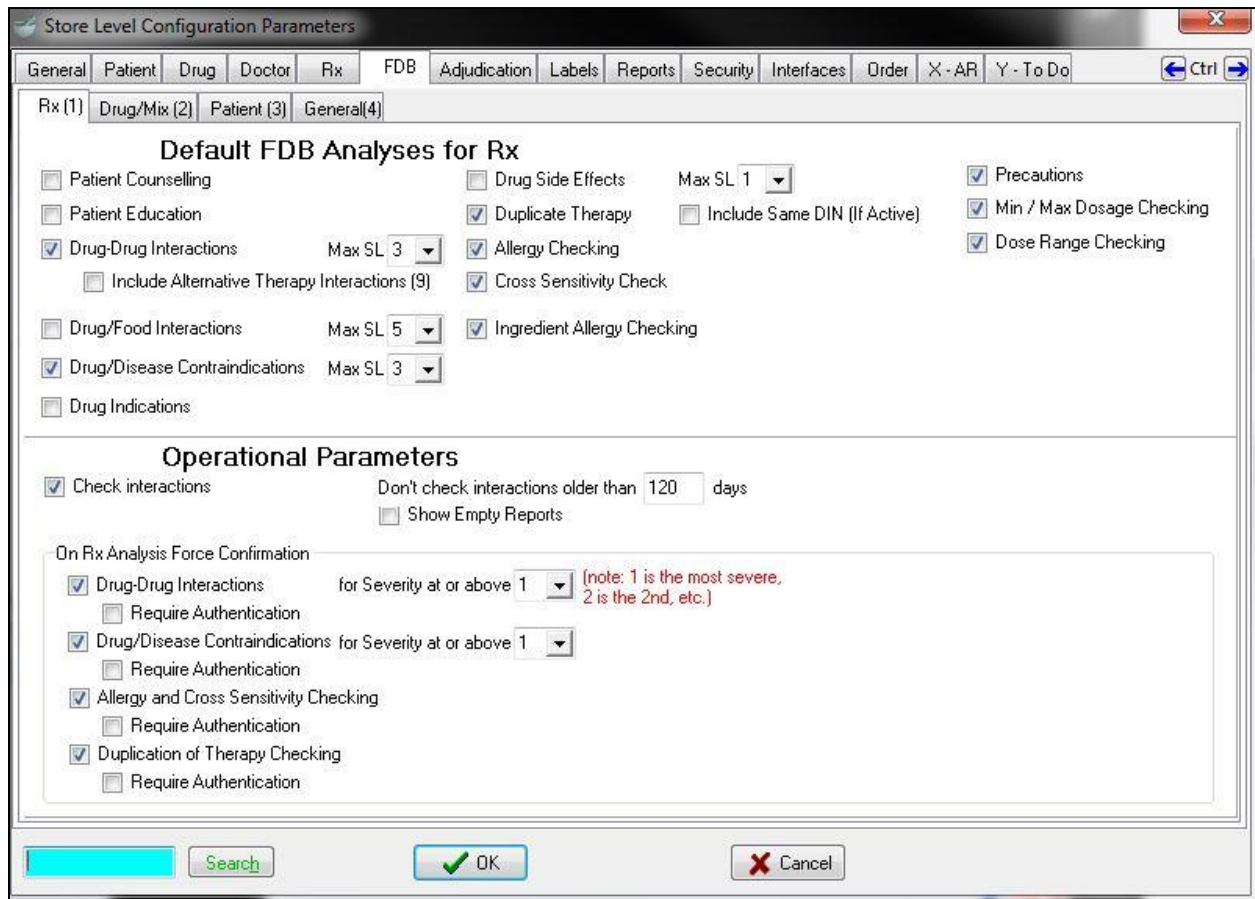 Store Level Configuration Parameters
General Patient Drug Doctor Rx FDB Adjudication Labels Reports Security Interfaces Order X - AR Y - To Do Ctrl
Rx (1) Drug/Mix (2) Patient (3) General(4)
Default FDB Analyses for Rx
Patient Counselling Drug Side Effects Max SL 1 Precautions
Patient Education Duplicate Therapy Include Same DIN (If Active) Min / Max Dosage Checking
Drug-Drug Interactions Max SL 3 Allergy Checking Dose Range Checking
Include Alternative Therapy Interactions (9) Cross Sensitivity Check
Drug/Food Interactions Max SL 5 Ingredient Allergy Checking
Drug/Disease Contraindications Max SL 3
Drug Indications
Operational Parameters
Check interactions Don't check interactions older than 120 days
Show Empty Reports
On Rx Analysis Force Confirmation
Drug-Drug Interactions for Severity at or above 1 (note: 1 is the most severe,
2 is the 2nd, etc.)
Require Authentication
Drug/Disease Contraindications for Severity at or above 1
Require Authentication
Allergy and Cross Sensitivity Checking
Require Authentication
Duplication of Therapy Checking
Require Authentication
Search OK Cancel